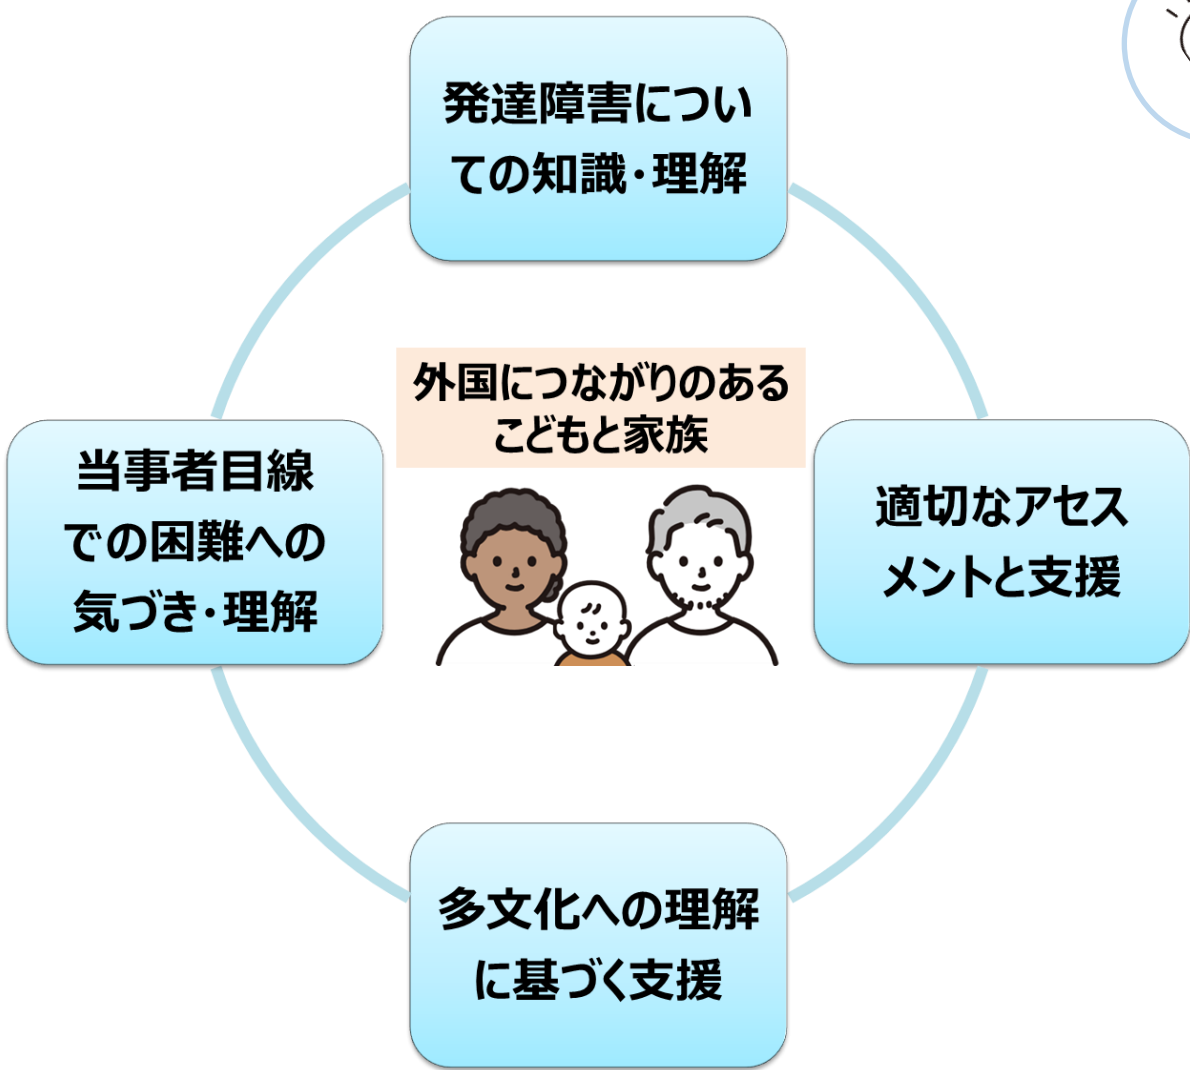 発達障害につい
ての知識・理解
外国につながりのある
こどもと家族
当事者目線
での困難への
気づき・理解
適切なアセス
メントと支援
多文化への理解
に基づく支援